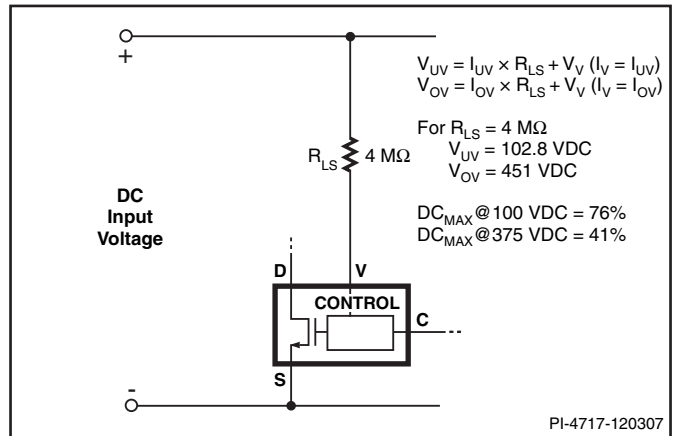 +
V_UV = I_UV × R_LS + V_V (I_V = I_UV)
V_OV = I_OV × R_LS + V_V (I_V = I_OV)
For R_LS = 4 MΩ
V_UV = 102.8 VDC
V_OV = 451 VDC
DC_MAX@100 VDC = 76%
DC_MAX@375 VDC = 41%
R_LS 4 MΩ
DC
Input
Voltage
D V
CONTROL
C
S
-
PI-4717-120307